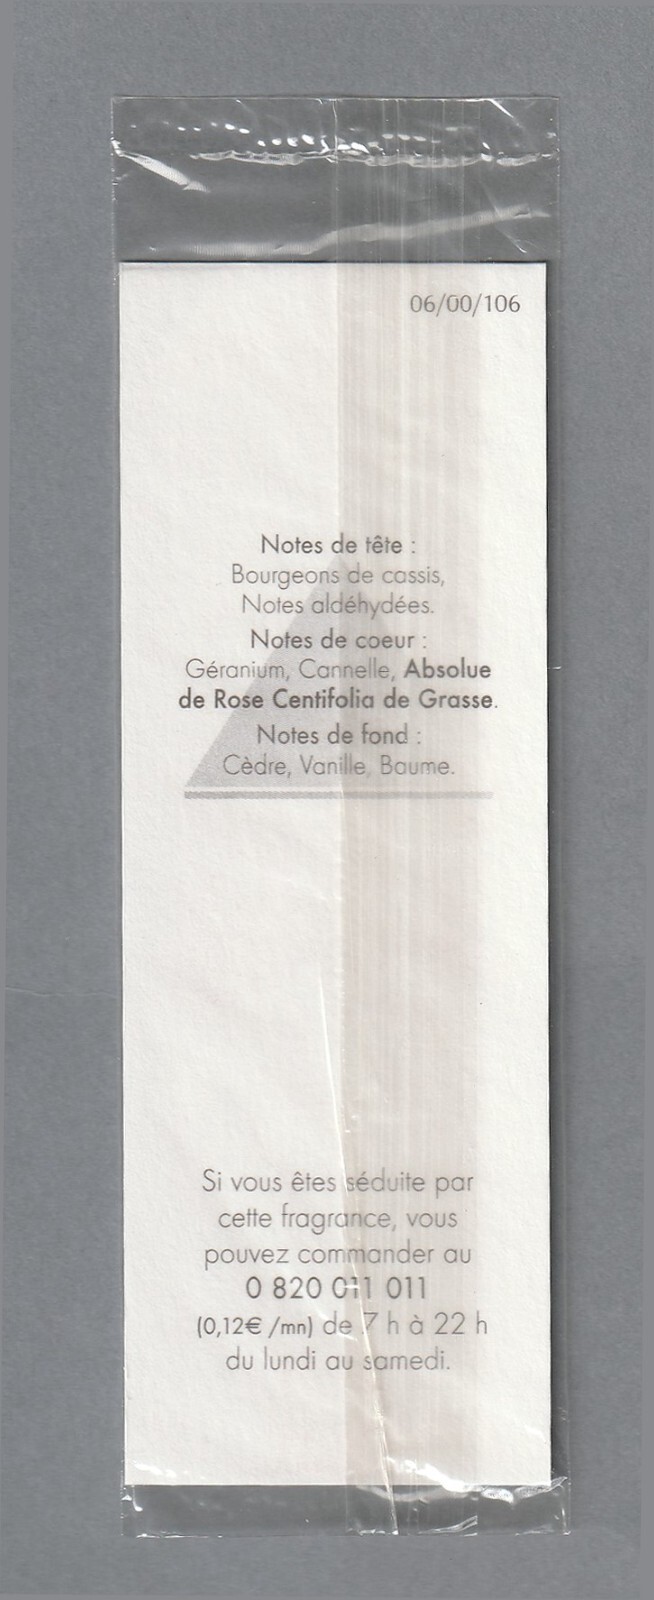 06/00/106
Notes de tête :
Bourgeons de cassis,
Notes aldéhydées.
Notes de coeur :
Géranium, Cannelle, Absolue
de Rose Centifolia de Grasse.
Notes de fond :
Cèdre, Vanille, Baume.
Si vous êtes séduite par
cette fragrance, vous
pouvez commander au
0 820 011 011
(0,12€ /mn) de 7 h à 22 h
du lundi au samedi.